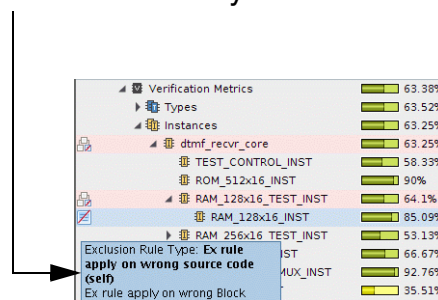 Verification Metrics 63.38%
Types 63.52%
Instances 63.25%
dtmf_recvr_core 63.25%
TEST_CONTROL_INST 58.33%
ROM_512x16_INST 90%
RAM_128x16_TEST_INST 64.1%
RAM_128x16_INST 85.09%
RAM_256x16_TEST_INST 53.13%
Exclusion Rule Type: Ex rule
apply on wrong source code
(self)
Ex rule apply on wrong Block
IST 66.67%
MUX_INST 92.76%
35.51%